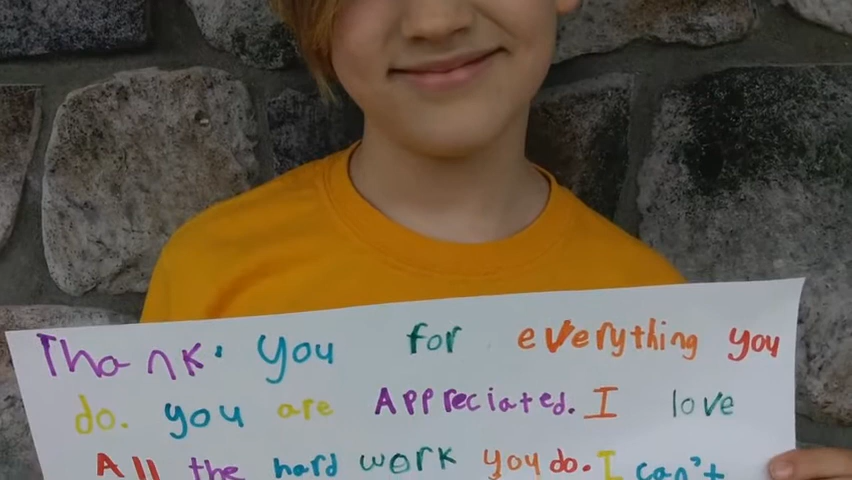 Thank you for everything you
do. you are Appreciated. I love
All the hard work you do. I can't